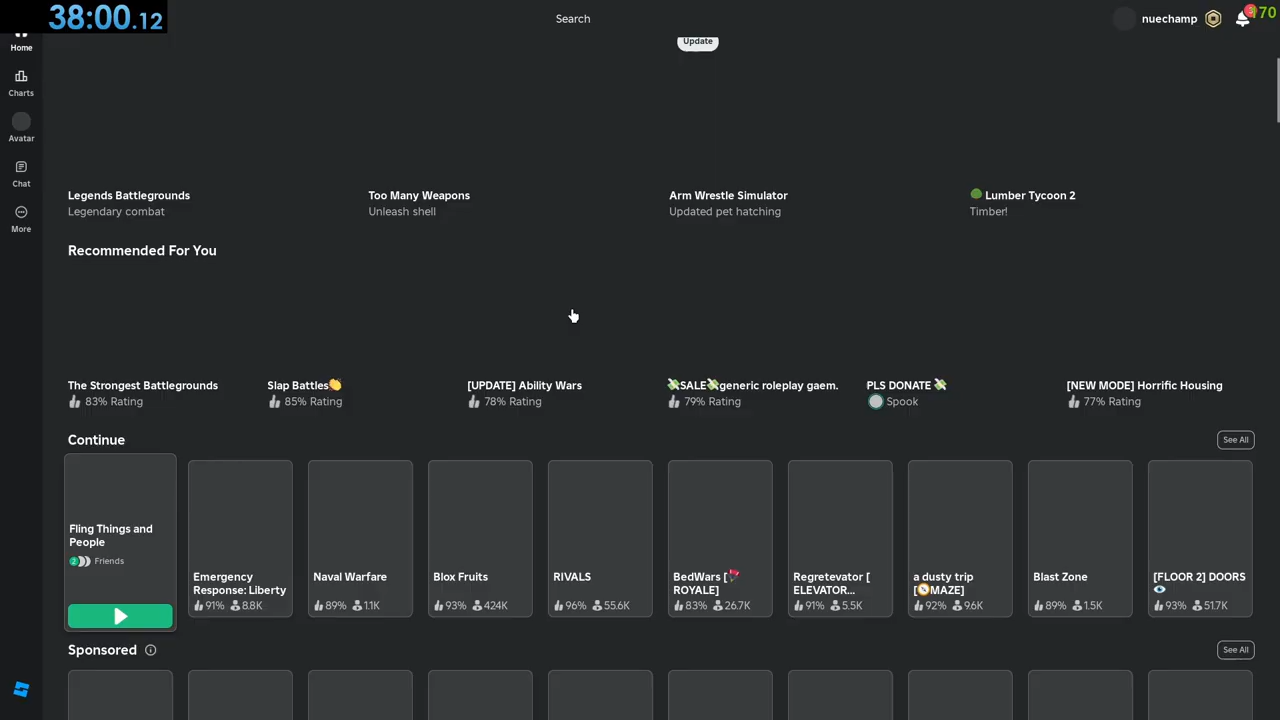 38:00.12
Search
nuechamp
70
Home
Update
Charts
Avatar
Chat
More
Legends Battlegrounds
Legendary combat
Too Many Weapons
Unleash shell
Arm Wrestle Simulator
Updated pet hatching
Lumber Tycoon 2
Timber!
Recommended For You
The Strongest Battlegrounds
83% Rating
Slap Battles👏
85% Rating
[UPDATE] Ability Wars
78% Rating
💸SALE💸generic roleplay gaem.
79% Rating
PLS DONATE 💸
Spook
[NEW MODE] Horrific Housing
77% Rating
Continue
See All
Fling Things and
People
2 Friends
Emergency
Response: Liberty
91% 8.8K
Naval Warfare
89% 1.1K
Blox Fruits
93% 424K
RIVALS
96% 55.6K
BedWars [
ROYALE]
83% 26.7K
Regretevator [
ELEVATOR...
91% 5.5K
a dusty trip
[🧭MAZE]
92% 9.6K
Blast Zone
89% 1.5K
[FLOOR 2] DOORS
👁️
93% 51.7K
Sponsored
See All